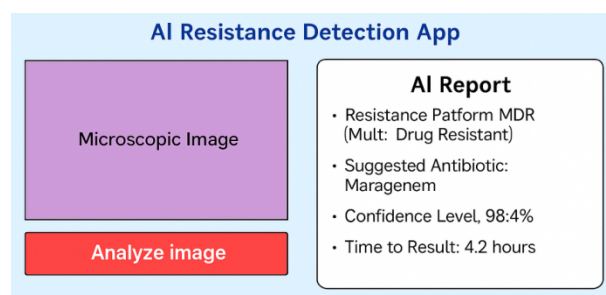 AI Resistance Detection App
Microscopic Image
Analyze image
AI Report
• Resistance Patform MDR
(Mult: Drug Resistant)
• Suggested Antibiotic:
Maragenem
• Confidence Level, 98:4%
• Time to Result: 4.2 hours